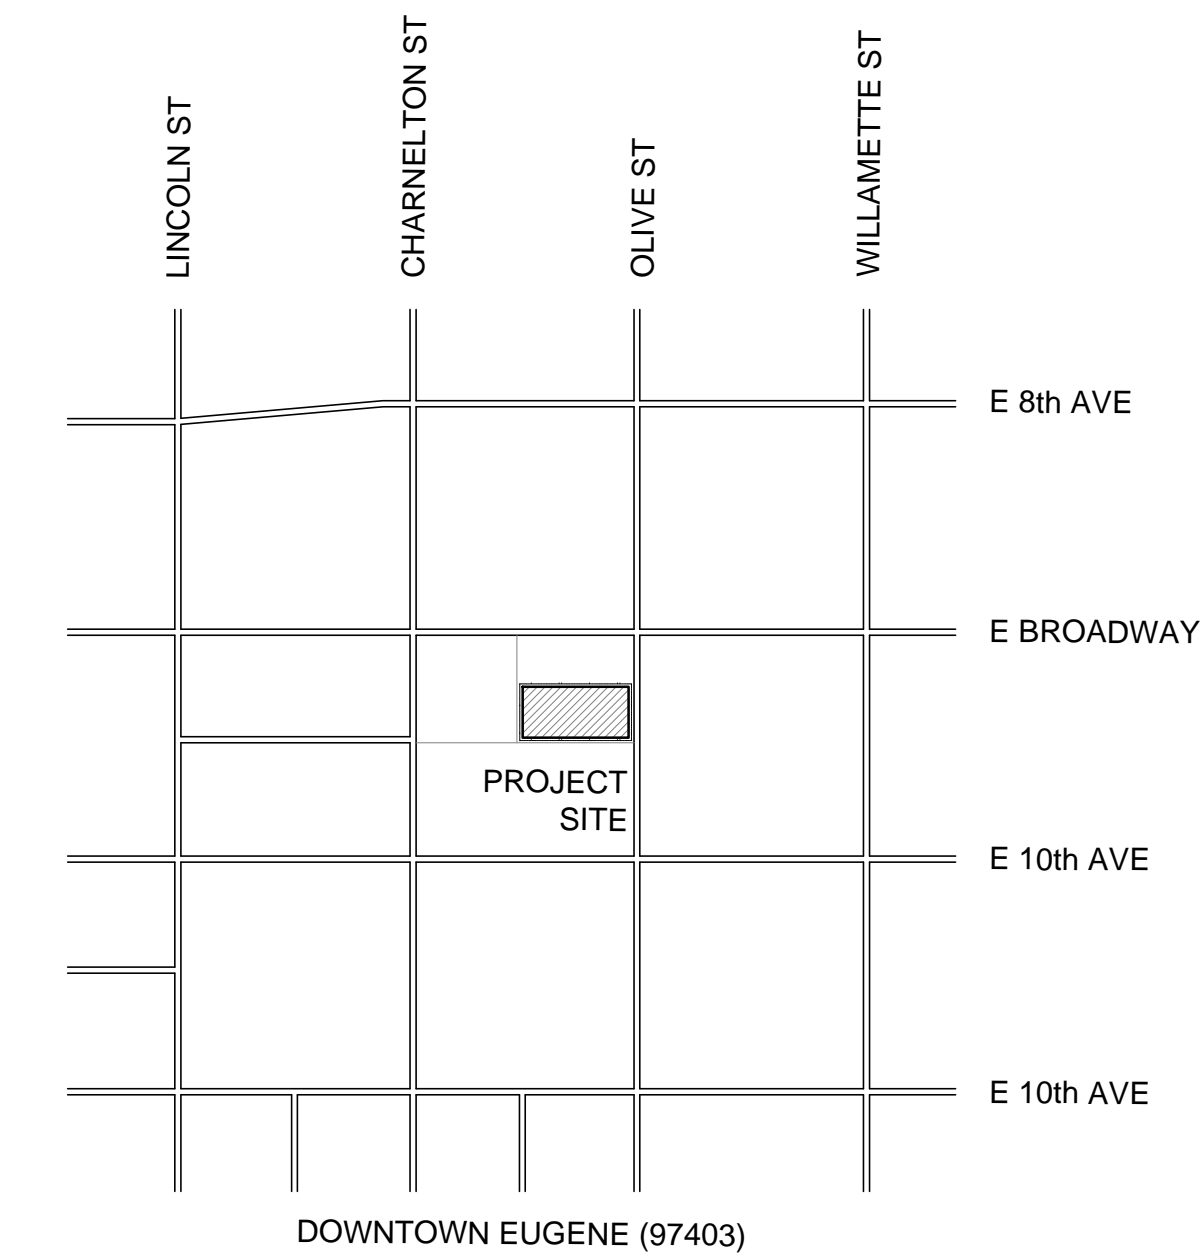 LINCOLN ST
CHARNELTON ST
OLIVE ST
WILLAMETTE ST
E 8th AVE
E BROADWAY
PROJECT
SITE
E 10th AVE
E 10th AVE
DOWNTOWN EUGENE (97403)